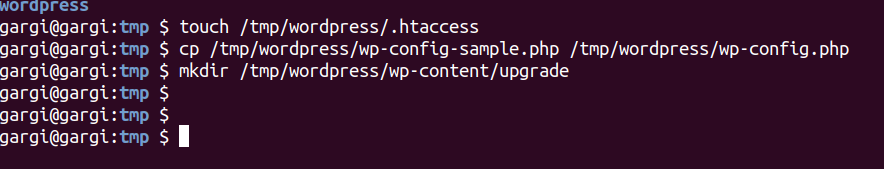 wordpress
gargi@gargi:tmp $ touch /tmp/wordpress/.htaccess
gargi@gargi:tmp $ cp /tmp/wordpress/wp-config-sample.php /tmp/wordpress/wp-config.php
gargi@gargi:tmp $ mkdir /tmp/wordpress/wp-content/upgrade
gargi@gargi:tmp $
gargi@gargi:tmp $
gargi@gargi:tmp $